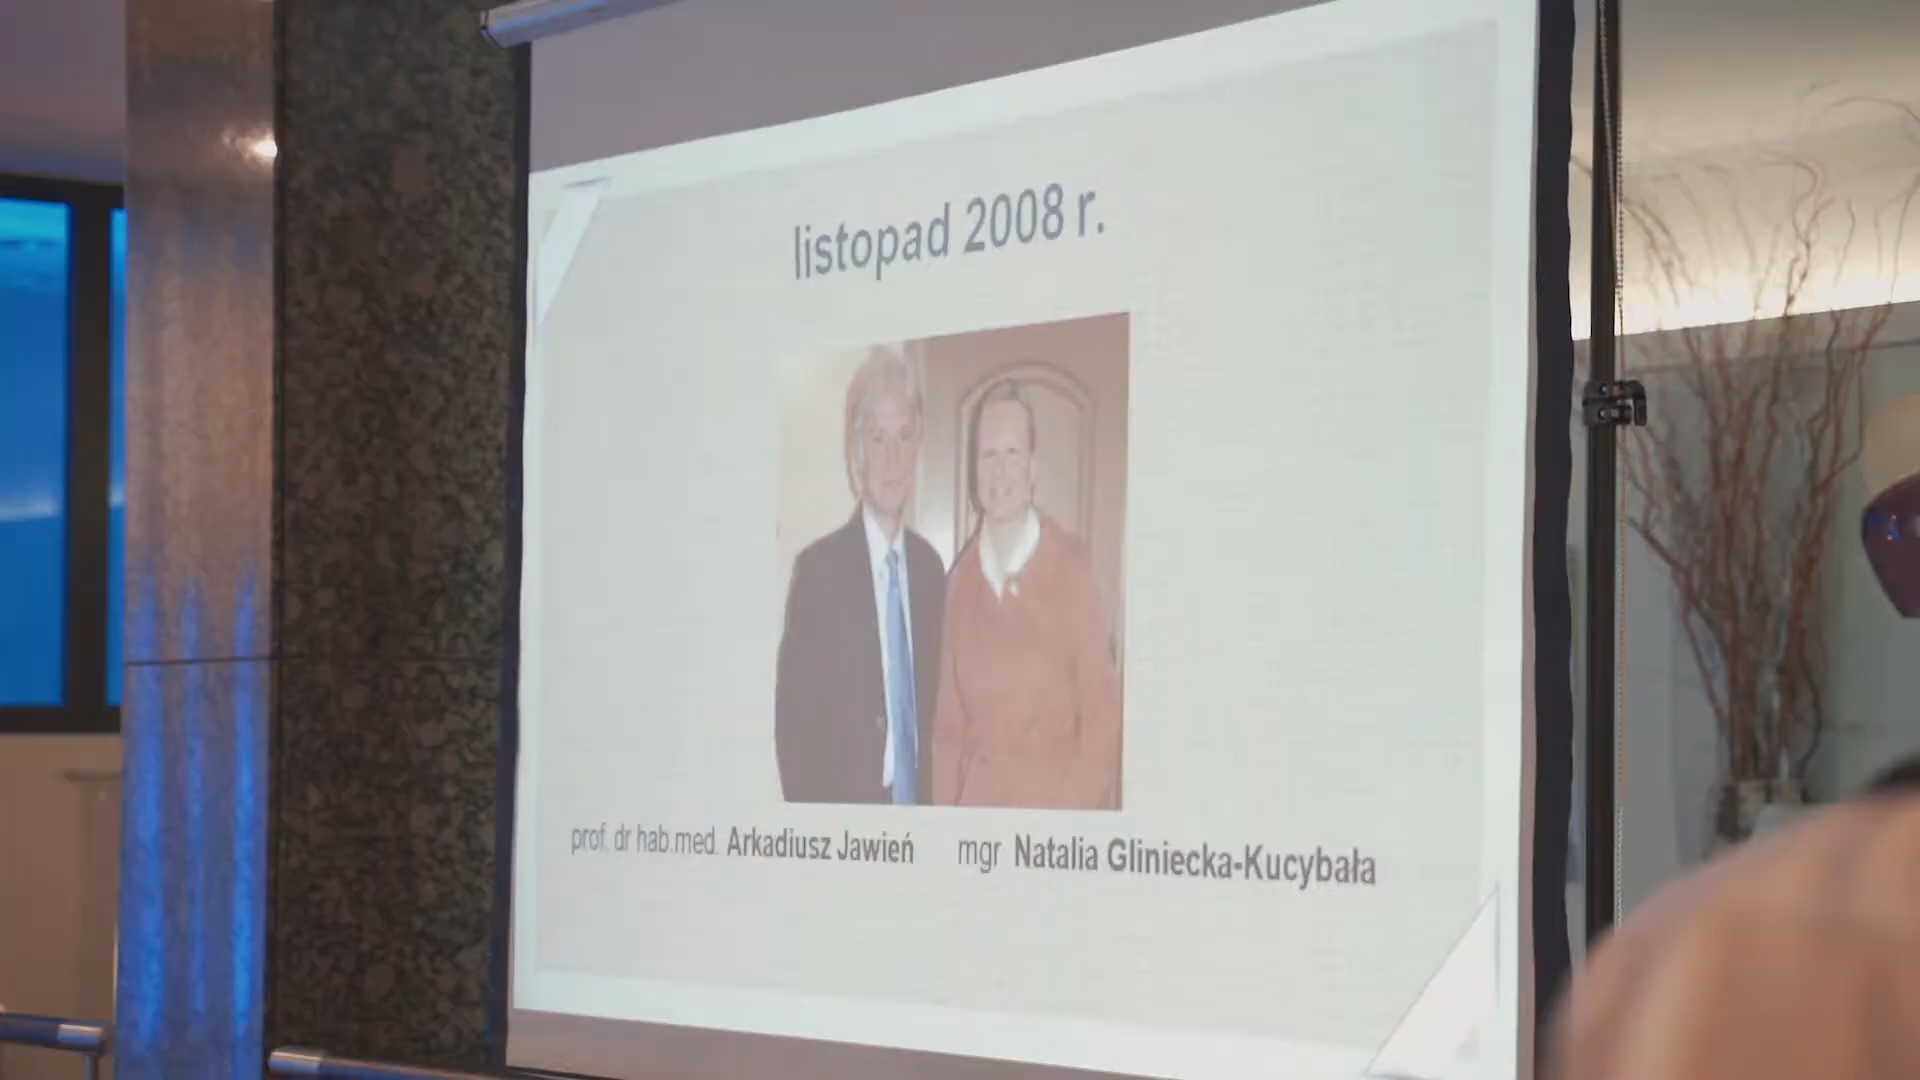 listopad 2008 r.
prof. dr hab.med. Arkadiusz Jawień mgr Natalia Gliniecka-Kucybała